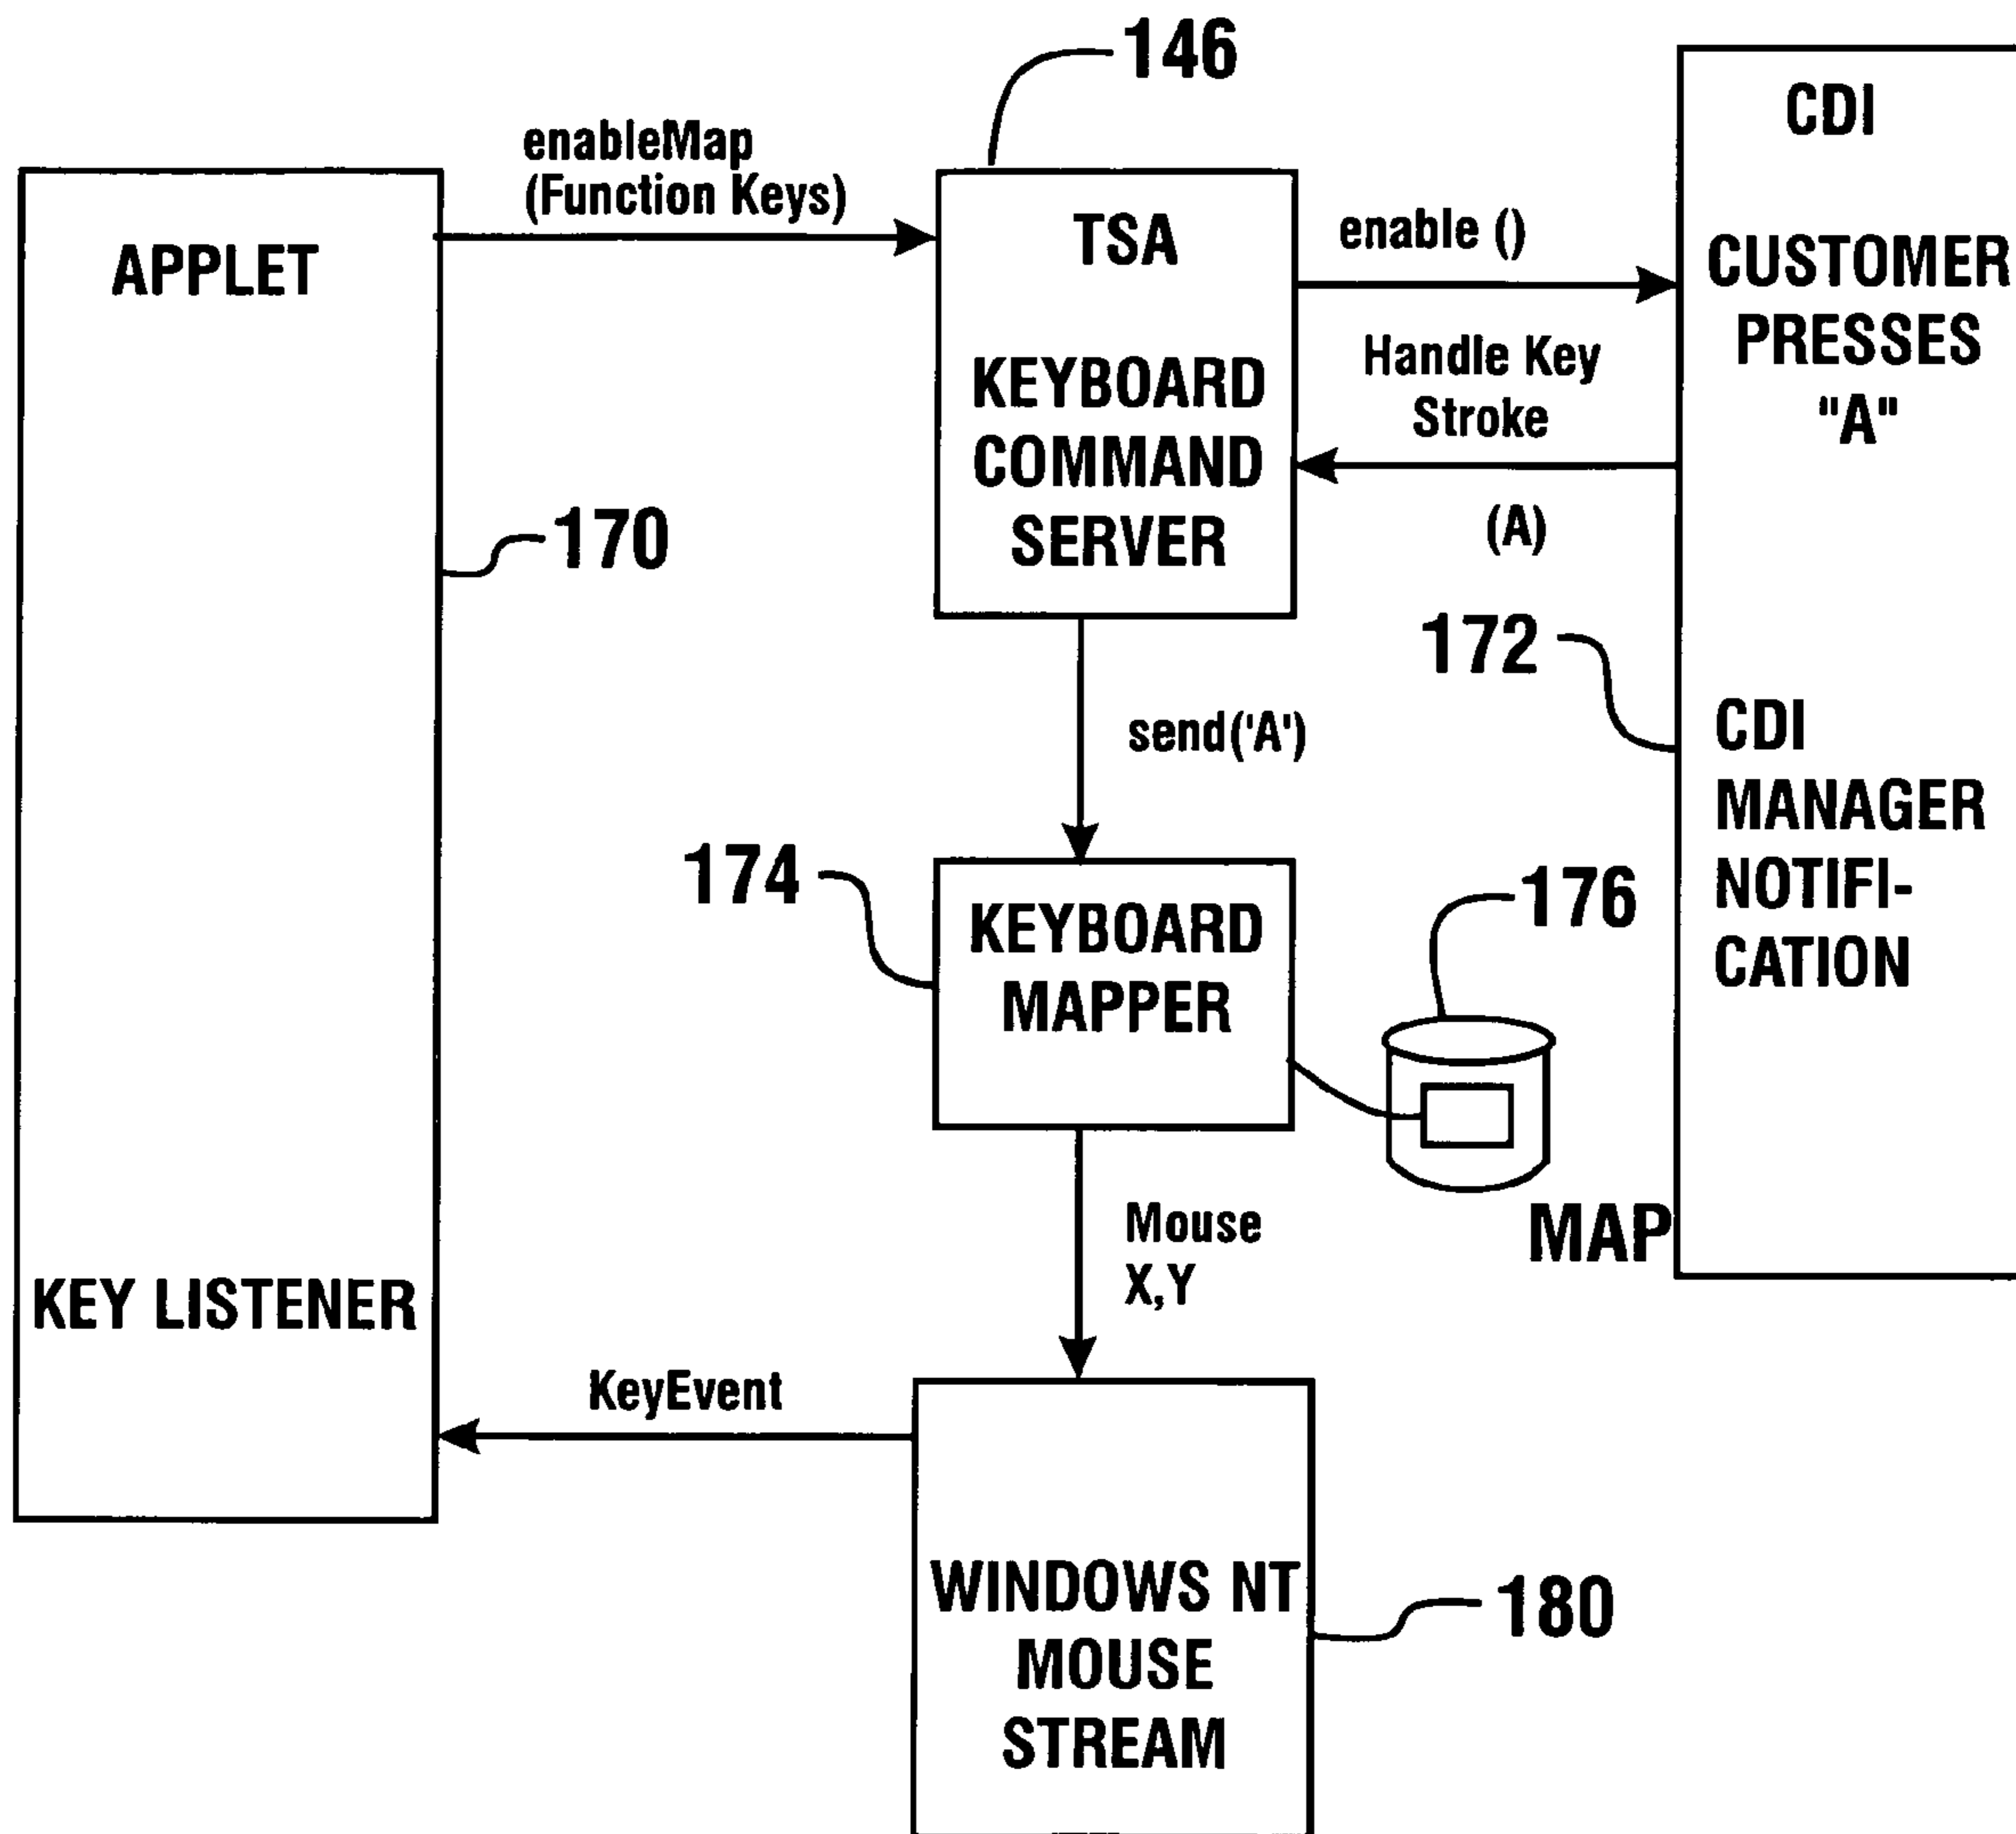 146
CDI
enableMap
(Function Keys)
APPLET
TSA
enable ()
CUSTOMER
PRESSES
"A"
KEYBOARD
COMMAND
SERVER
Handle Key
Stroke
(A)
170
172
send('A')
CDI
MANAGER
NOTIFI-
CATION
174
KEYBOARD
MAPPER
176
Mouse
X,Y
MAP
KEY LISTENER
KeyEvent
WINDOWS NT
MOUSE
STREAM
180